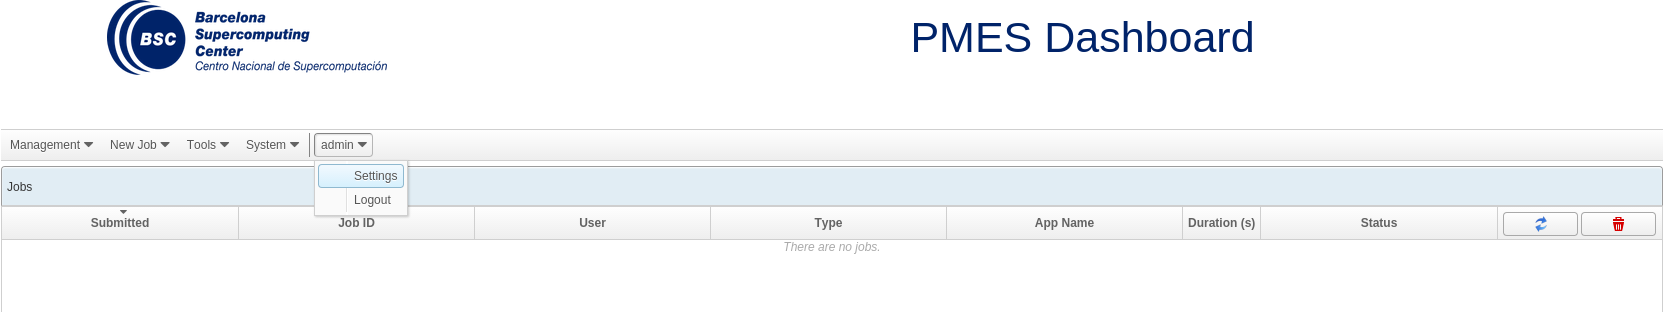 BSC
Barcelona
Supercomputing
Center
Centro Nacional de Supercomputación
PMES Dashboard
Management New Job Tools System admin
Settings
Logout
Jobs
Submitted Job ID User Type App Name Duration (s) Status
There are no jobs.